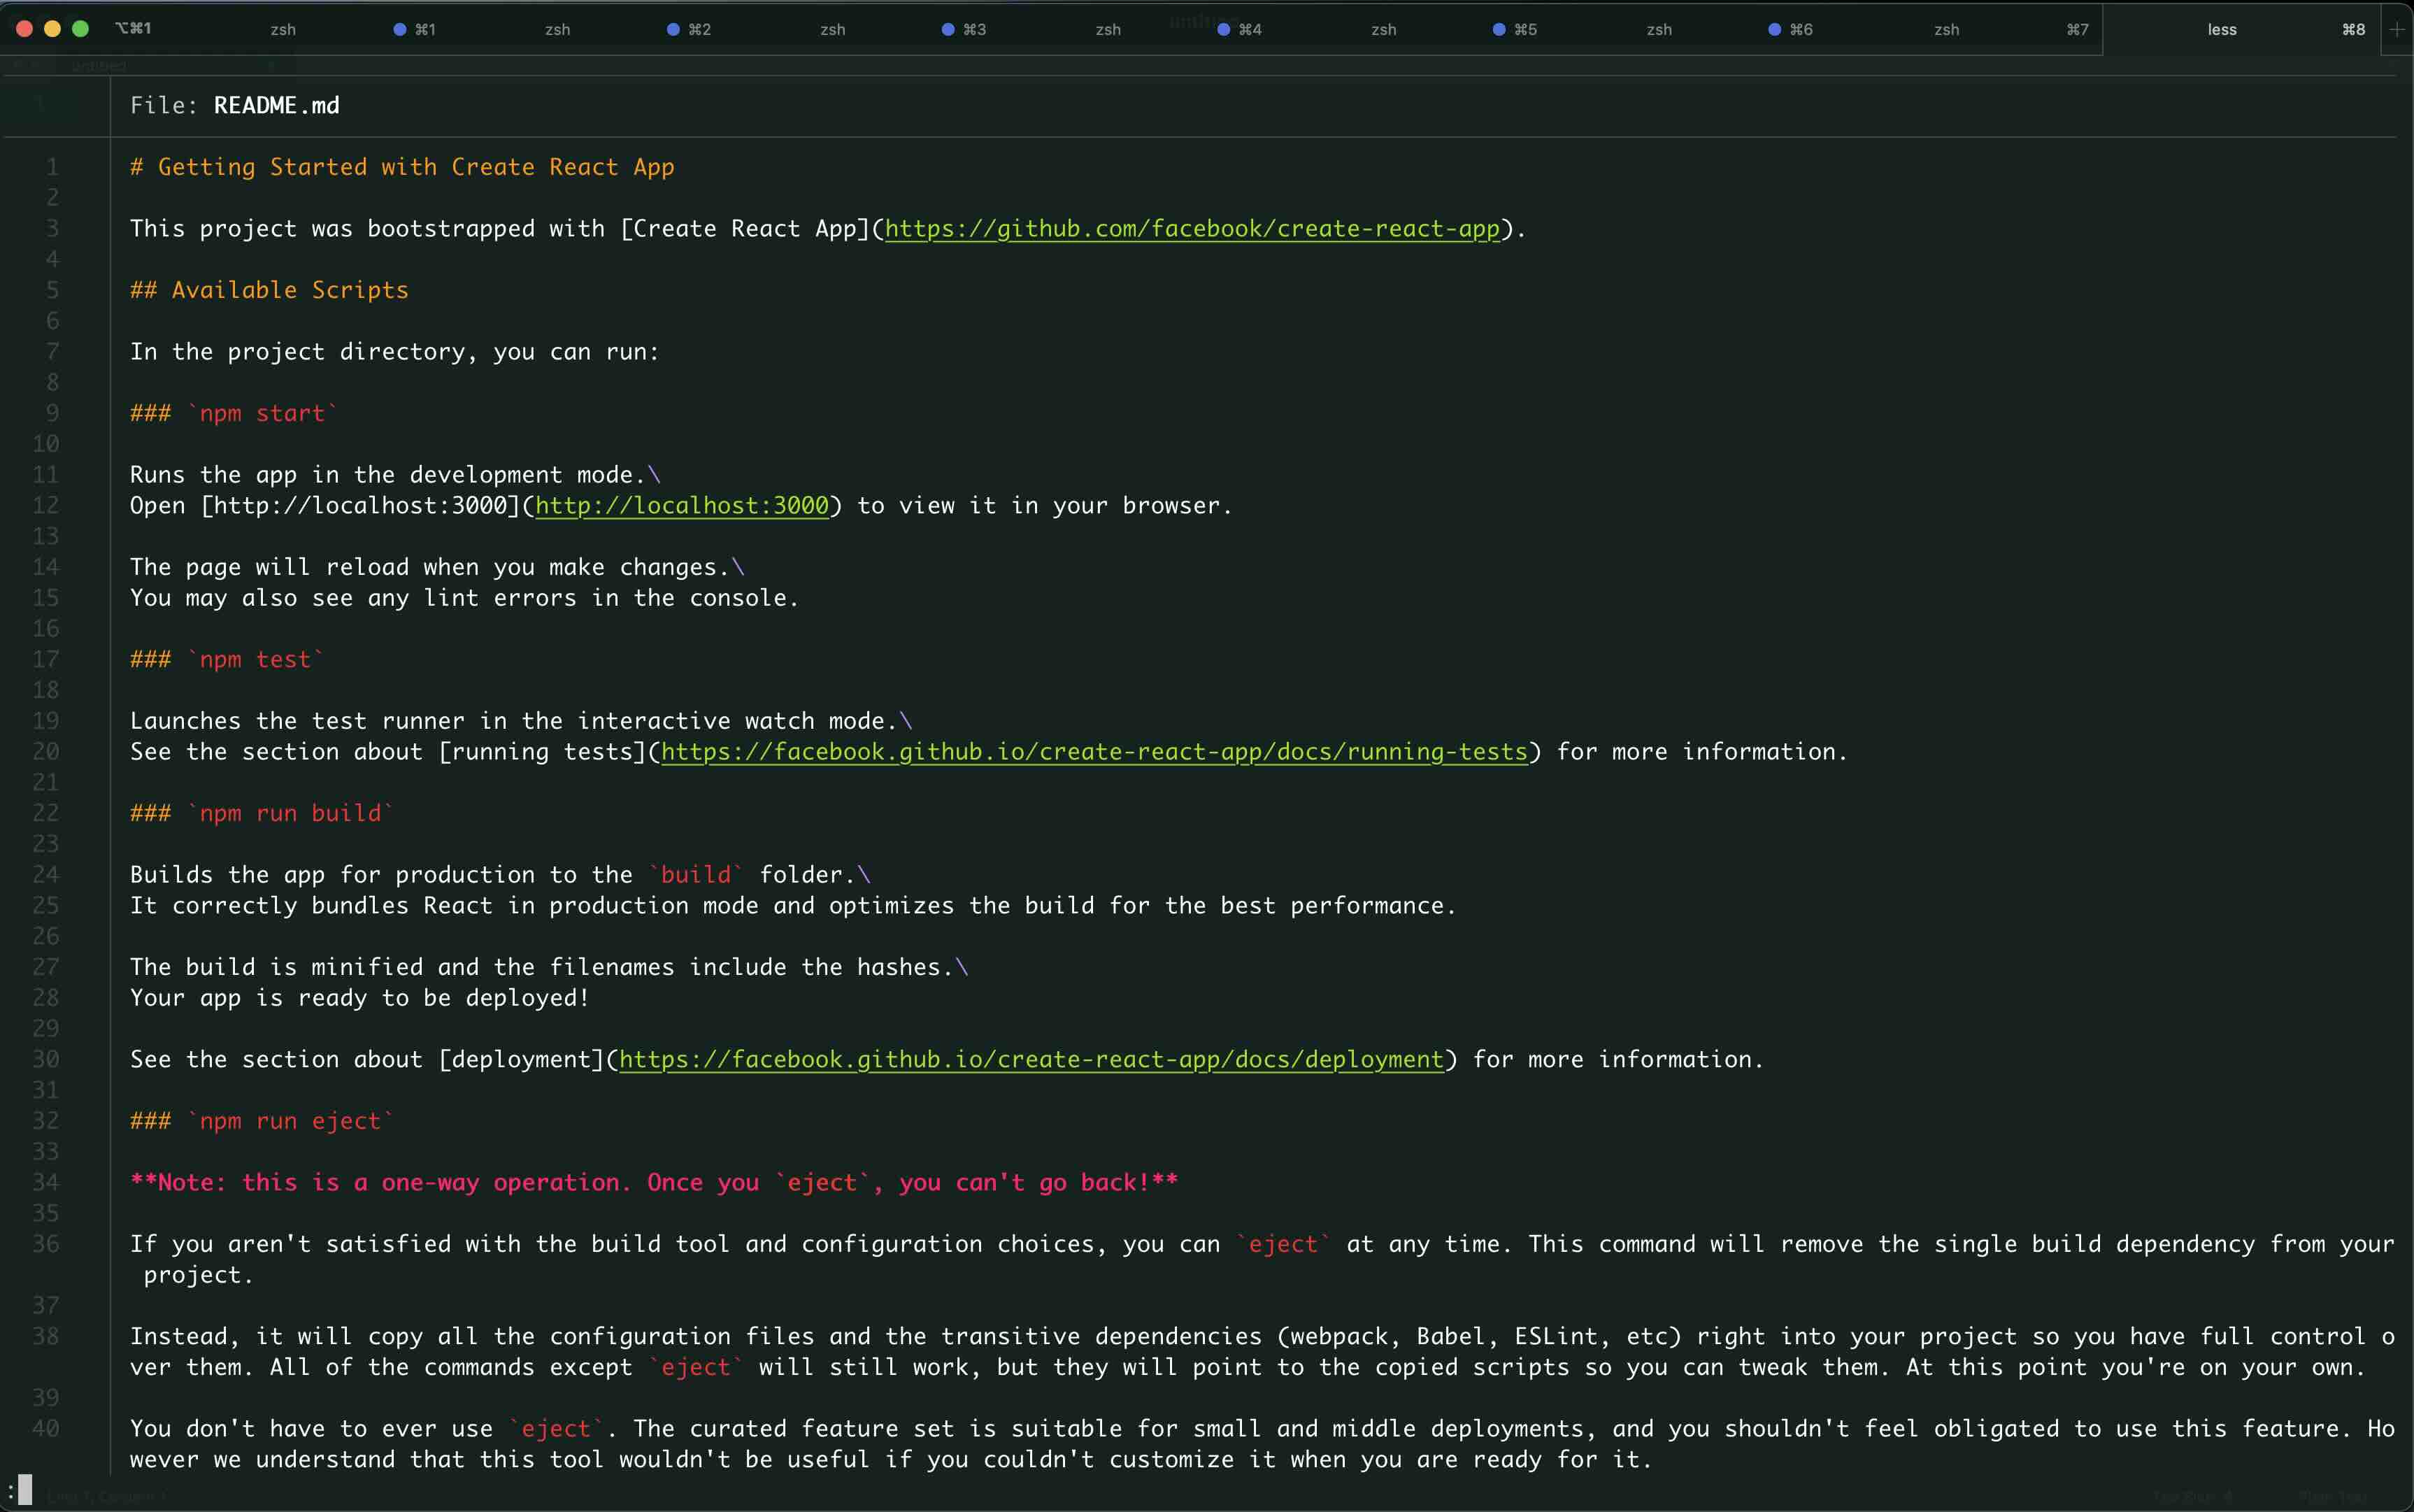 ⌥⌘1 zsh ⌘1 zsh ⌘2 zsh ⌘3 zsh ⌘4 zsh ⌘5 zsh ⌘6 zsh ⌘7 less ⌘8 +
untitled
File: README.md
1 # Getting Started with Create React App
2
3 This project was bootstrapped with [Create React App](https://github.com/facebook/create-react-app).
4
5 ## Available Scripts
6
7 In the project directory, you can run:
8
9 ### `npm start`
10
11 Runs the app in the development mode.\
12 Open [http://localhost:3000](http://localhost:3000) to view it in your browser.
13
14 The page will reload when you make changes.\
15 You may also see any lint errors in the console.
16
17 ### `npm test`
18
19 Launches the test runner in the interactive watch mode.\
20 See the section about [running tests](https://facebook.github.io/create-react-app/docs/running-tests) for more information.
21
22 ### `npm run build`
23
24 Builds the app for production to the `build` folder.\
25 It correctly bundles React in production mode and optimizes the build for the best performance.
26
27 The build is minified and the filenames include the hashes.\
28 Your app is ready to be deployed!
29
30 See the section about [deployment](https://facebook.github.io/create-react-app/docs/deployment) for more information.
31
32 ### `npm run eject`
33
34 **Note: this is a one-way operation. Once you `eject`, you can't go back!**
35
36 If you aren't satisfied with the build tool and configuration choices, you can `eject` at any time. This command will remove the single build dependency from your
project.
37
38 Instead, it will copy all the configuration files and the transitive dependencies (webpack, Babel, ESLint, etc) right into your project so you have full control o
ver them. All of the commands except `eject` will still work, but they will point to the copied scripts so you can tweak them. At this point you're on your own.
39
40 You don't have to ever use `eject`. The curated feature set is suitable for small and middle deployments, and you shouldn't feel obligated to use this feature. Ho
wever we understand that this tool wouldn't be useful if you couldn't customize it when you are ready for it.
: